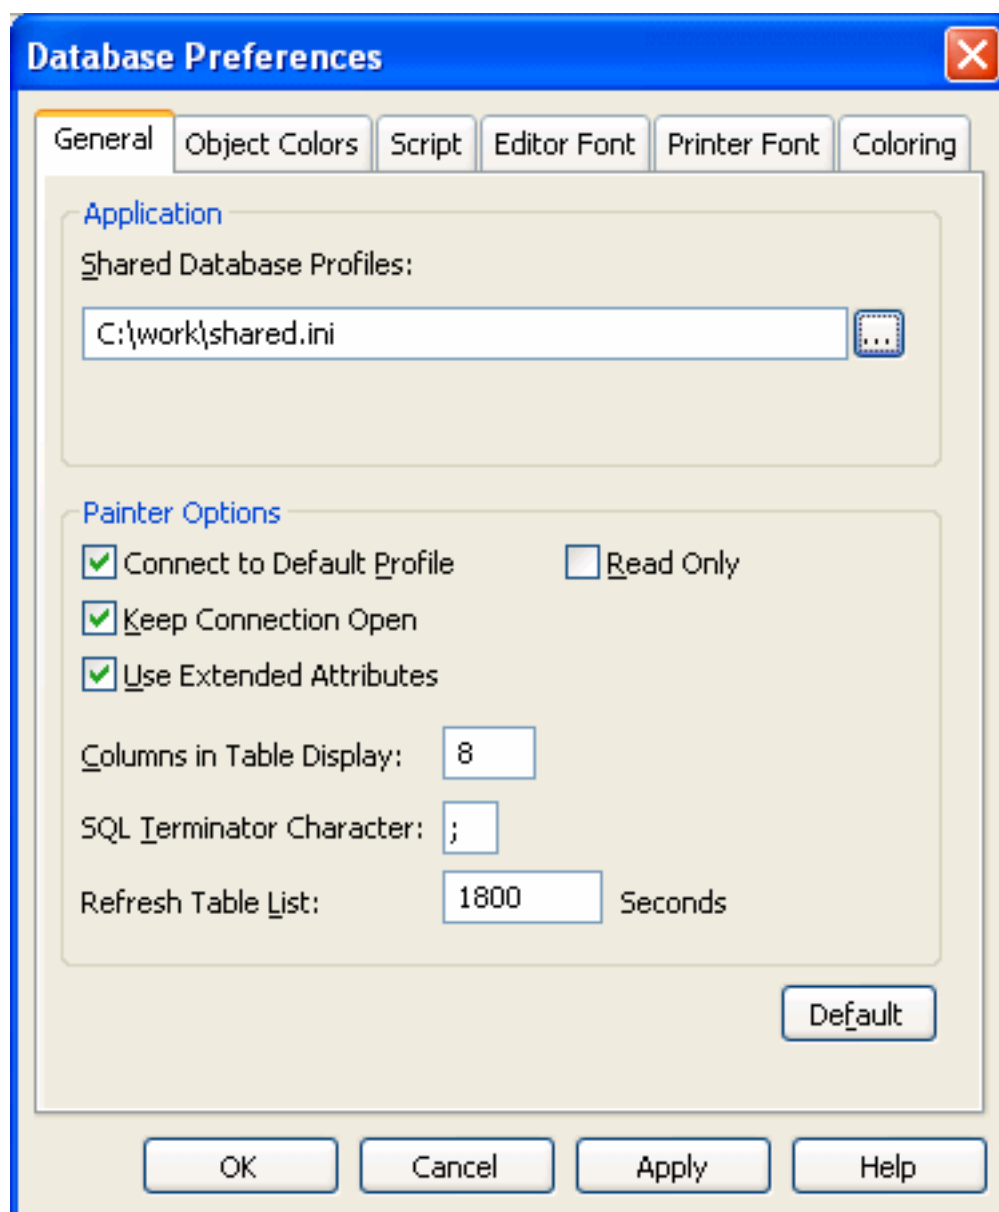 Database Preferences
General Object Colors Script Editor Font Printer Font Coloring
Application
Shared Database Profiles:
C:\work\shared.ini
...
Painter Options
Connect to Default Profile Read Only
Keep Connection Open
Use Extended Attributes
Columns in Table Display: 8
SQL Terminator Character: ;
Refresh Table List: 1800 Seconds
Default
OK Cancel Apply Help